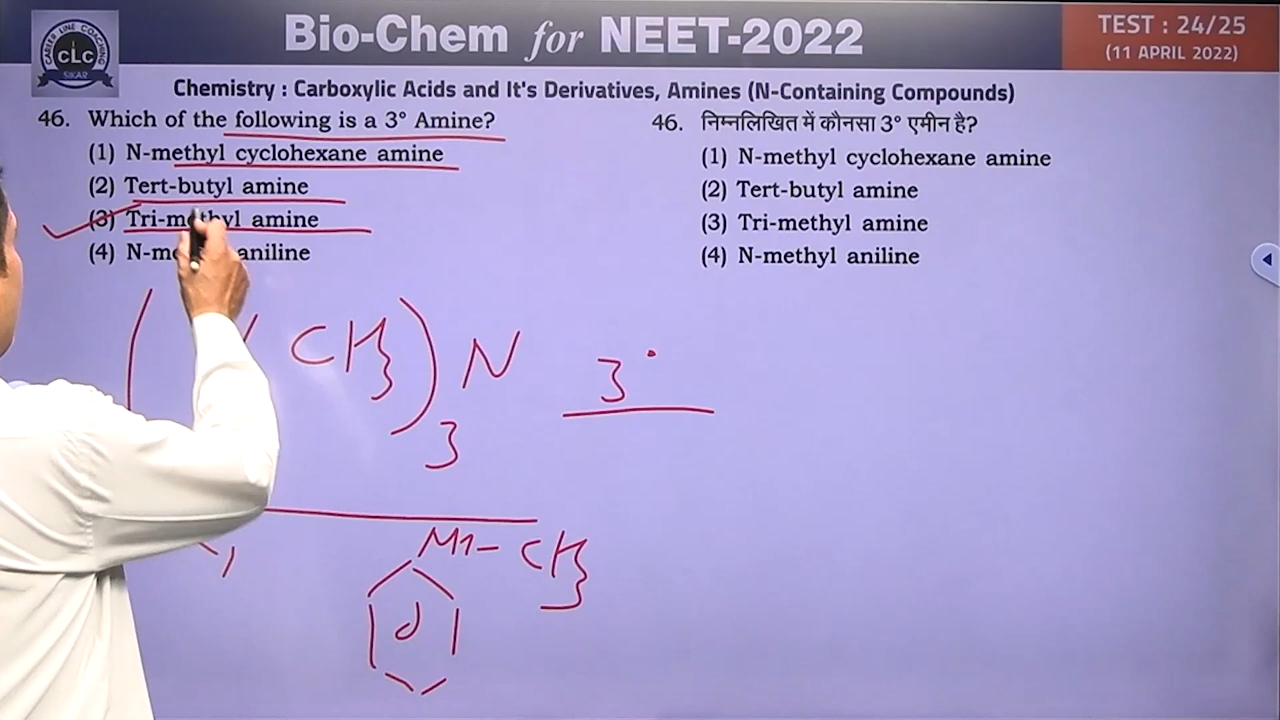 Bio-Chem for NEET-2022
TEST : 24/25
(11 APRIL 2022)
CAREER LINE COACHING
CLC
SIKAR
Chemistry : Carboxylic Acids and It's Derivatives, Amines (N-Containing Compounds)
46. Which of the following is a 3° Amine?
(1) N-methyl cyclohexane amine
(2) Tert-butyl amine
(3) Tri-methyl amine
(4) N-me aniline
46. निम्नलिखित में कौनसा 3° एमीन है?
(1) N-methyl cyclohexane amine
(2) Tert-butyl amine
(3) Tri-methyl amine
(4) N-methyl aniline
( CH3)3 N 3°
CH3